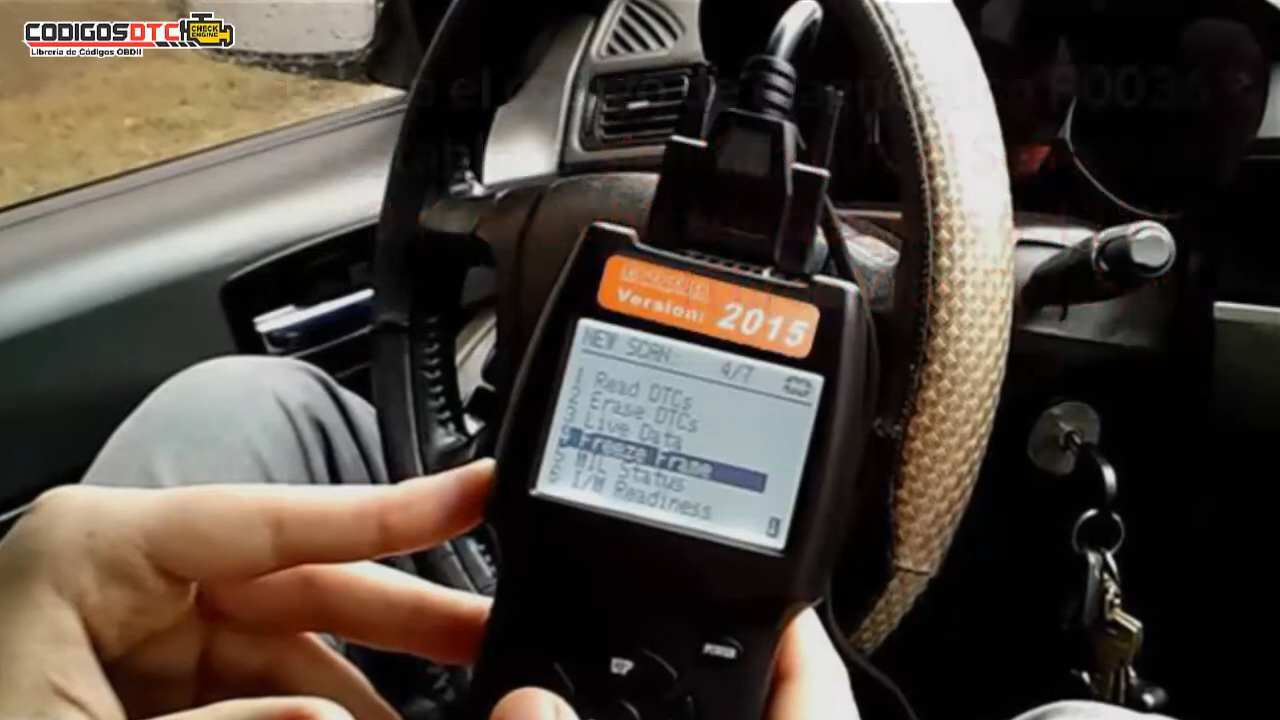 CODIGOSDTC
CHECK
ENGINE
Librería de Códigos OBDII
P0036
Version: 2015
NEW SCAN 4/7
1 Read DTCs
2 Erase DTCs
3 Live Data
4 Freeze Frame
5 MIL Status
6 I/M Readiness